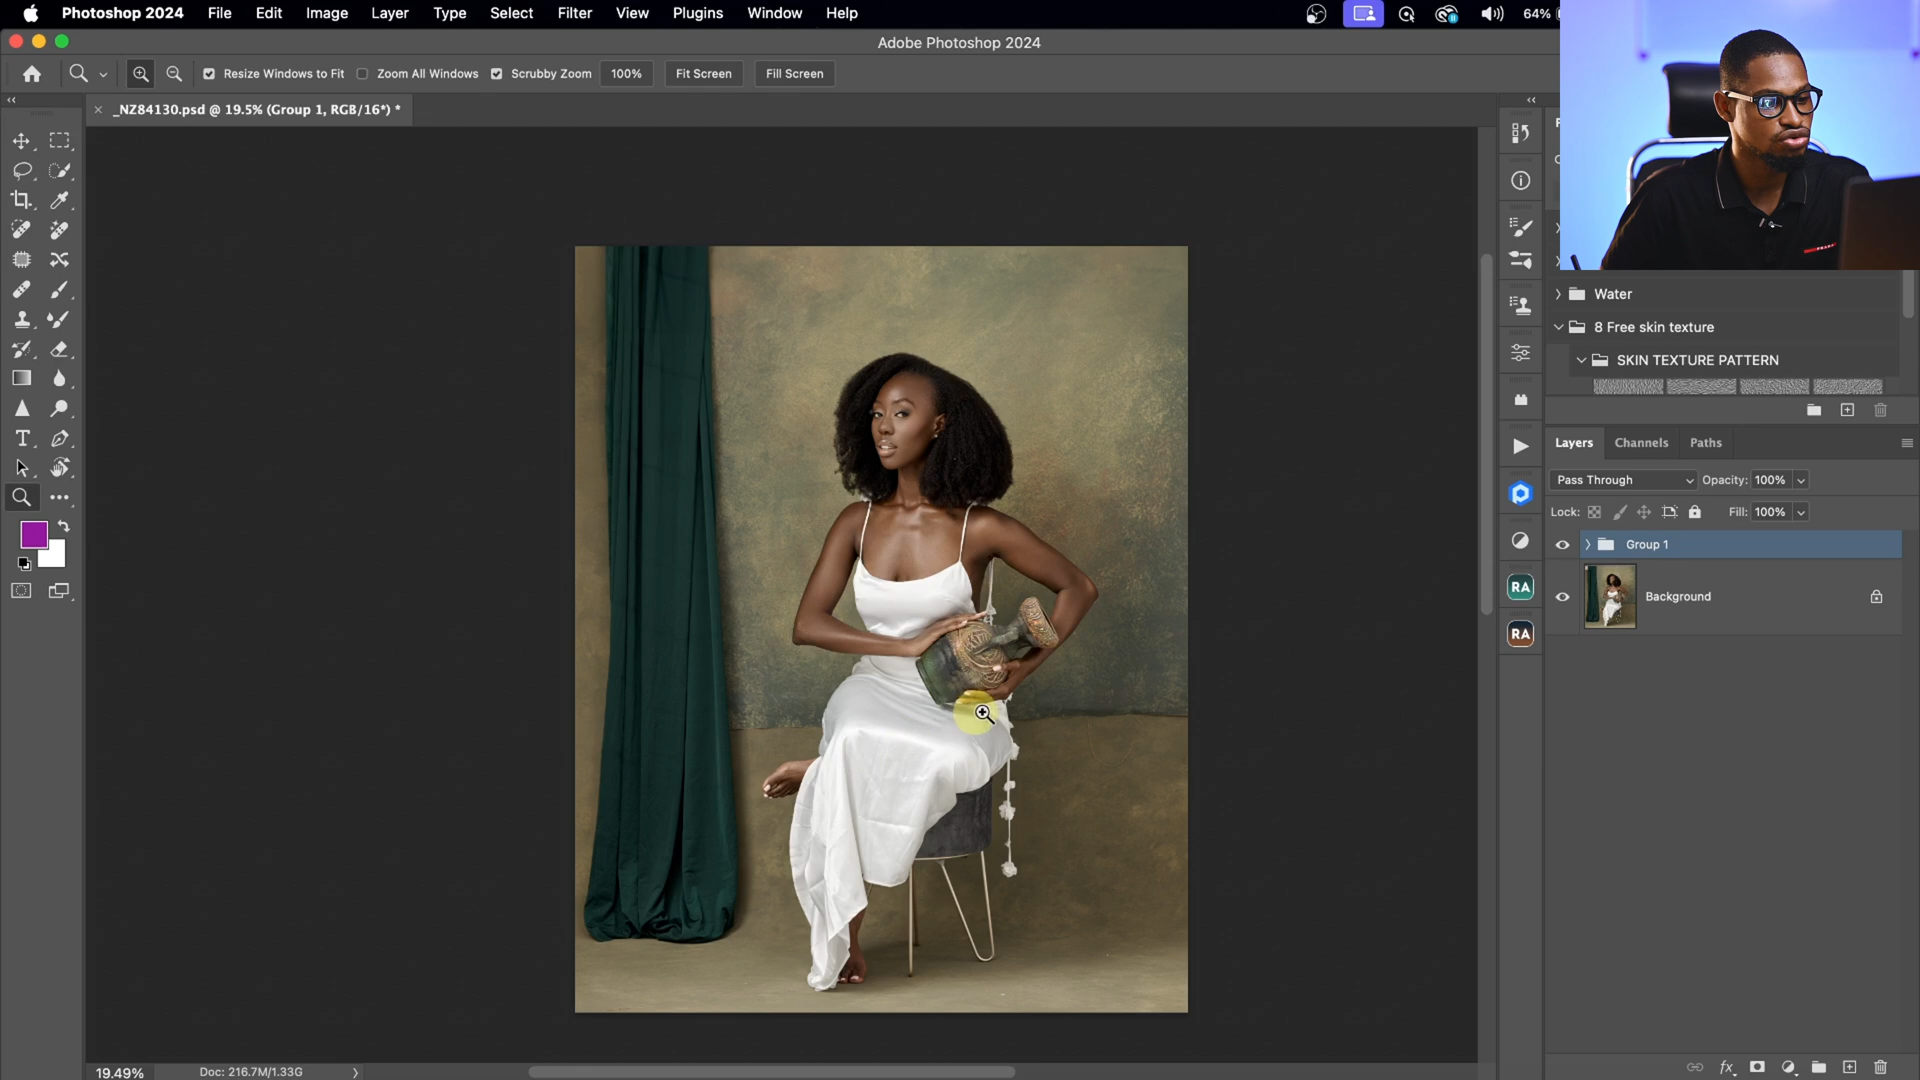 Photoshop 2024 File Edit Image Layer Type Select Filter View Plugins Window Help 64%
Adobe Photoshop 2024
Resize Windows to Fit Zoom All Windows Scrubby Zoom 100% Fit Screen Fill Screen
_NZ84130.psd @ 19.5% (Group 1, RGB/16*) *
Water
8 Free skin texture
SKIN TEXTURE PATTERN
Layers Channels Paths
Pass Through Opacity: 100%
Lock: Fill: 100%
Group 1
RA
Background
RA
19.49% Doc: 216.7M/1.33G